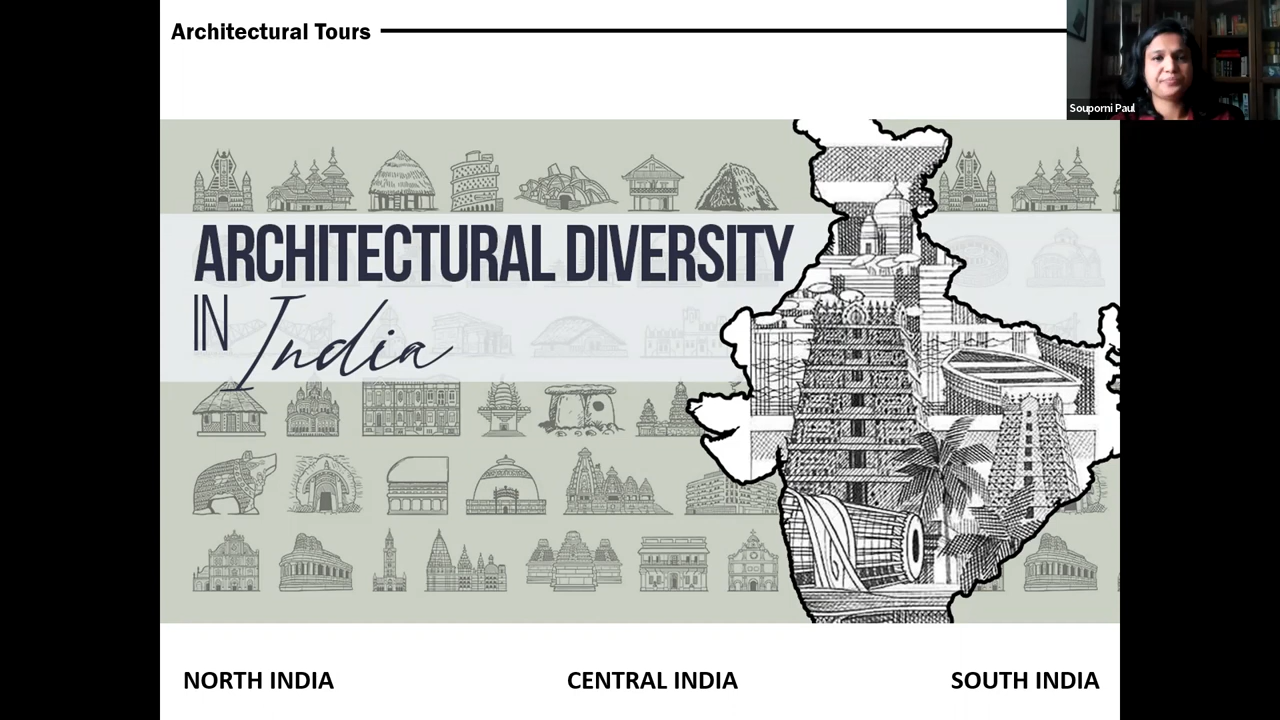 Architectural Tours
Souporni Paul
ARCHITECTURAL DIVERSITY
IN India
NORTH INDIA
CENTRAL INDIA
SOUTH INDIA